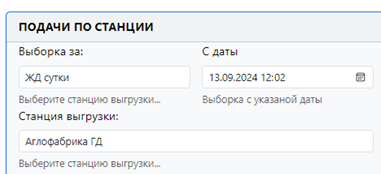 ПОДАЧИ ПО СТАНЦИИ
Выборка за: С даты
ЖД сутки 13.09.2024 12:02
Выберите станцию выгрузки... Выборка с указаной даты
Станция выгрузки:
Аглофабрика ГД
Выберите станцию выгрузки...